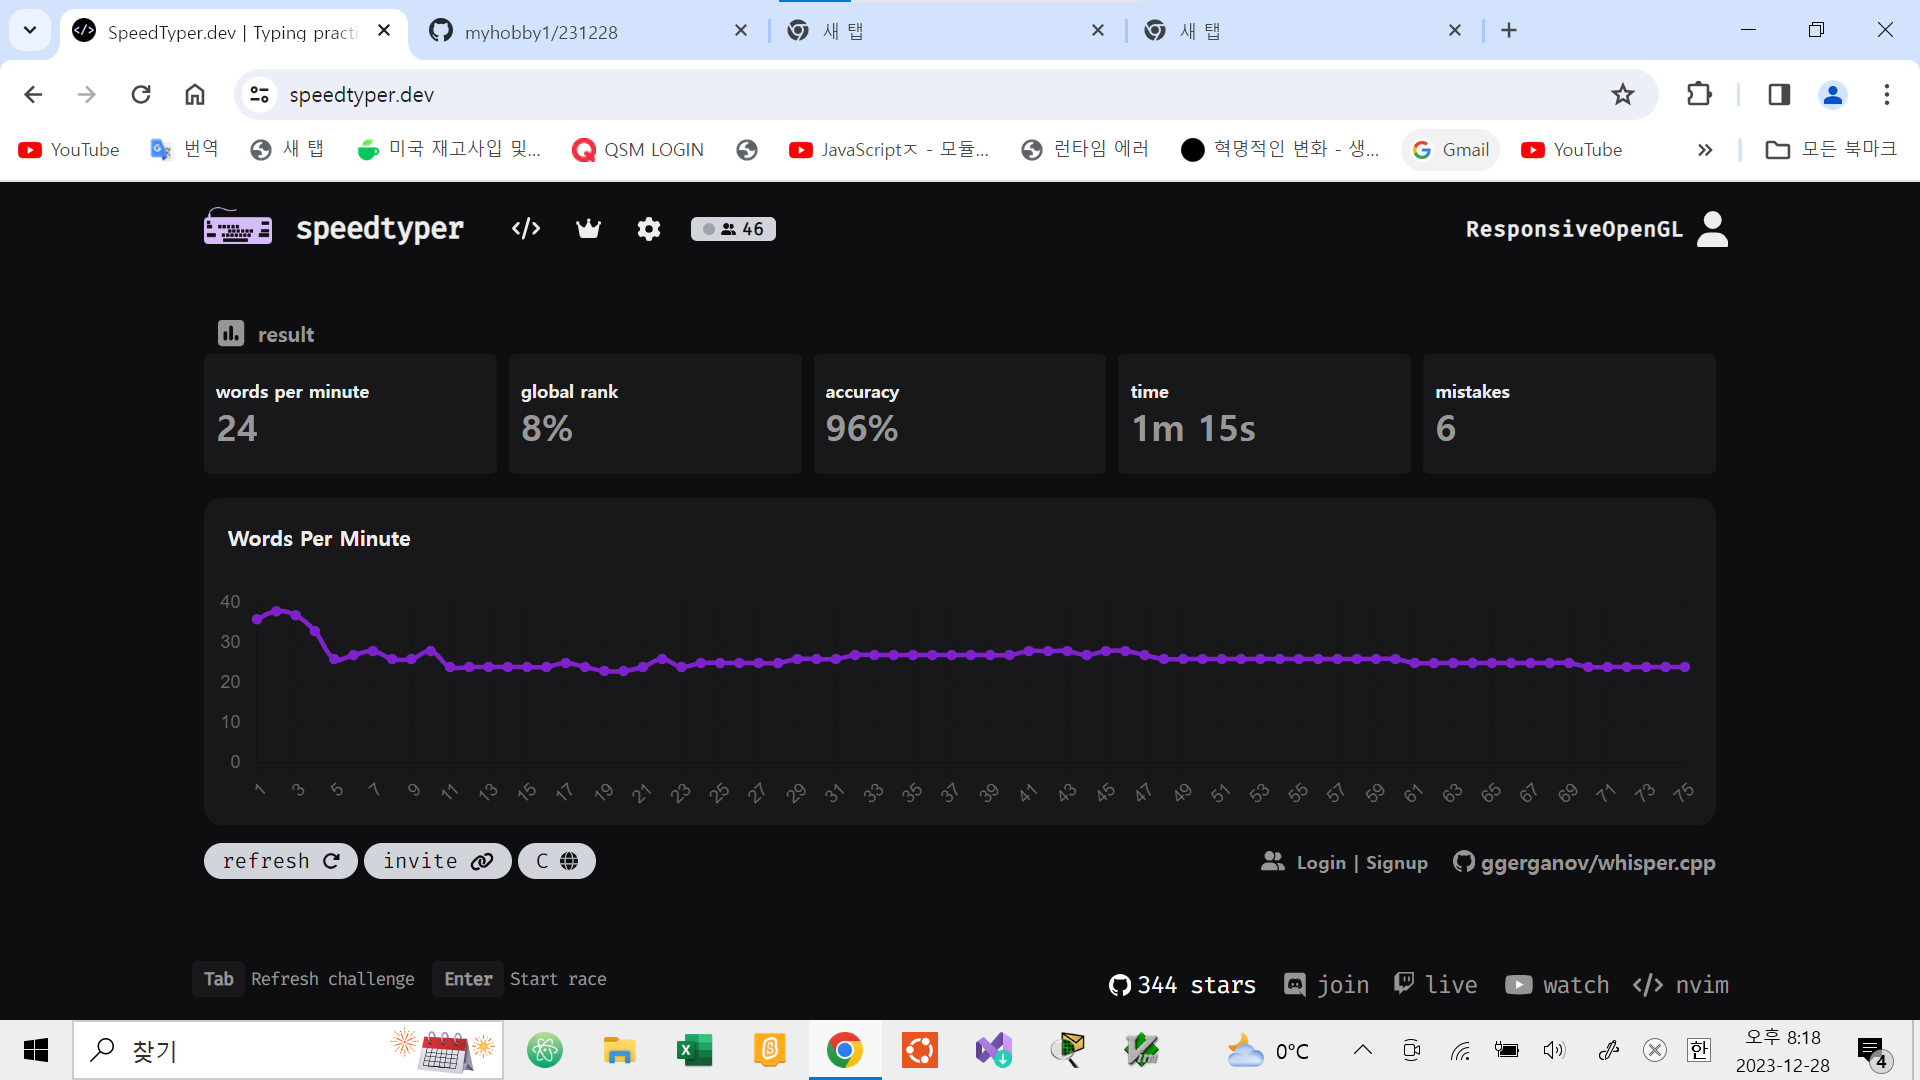 SpeedTyper.dev | Typing practi
myhobby1/231228
새 탭
새 탭
speedtyper.dev
YouTube
번역
새 탭
미국 재고사입 및...
QSM LOGIN
JavaScriptㅈ - 모듈...
런타임 에러
혁명적인 변화 - 생...
Gmail
YouTube
모든 북마크
speedtyper
46
ResponsiveOpenGL
result
words per minute
24
global rank
8%
accuracy
96%
time
1m 15s
mistakes
6
Words Per Minute
40
30
20
10
0
1 3 5 7 9 11 13 15 17 19 21 23 25 27 29 31 33 35 37 39 41 43 45 47 49 51 53 55 57 59 61 63 65 67 69 71 73 75
refresh
invite
C
Login | Signup
ggerganov/whisper.cpp
Tab Refresh challenge
Enter Start race
344 stars
join
live
watch
nvim
찾기
0°C
한
오후 8:18
2023-12-28
4